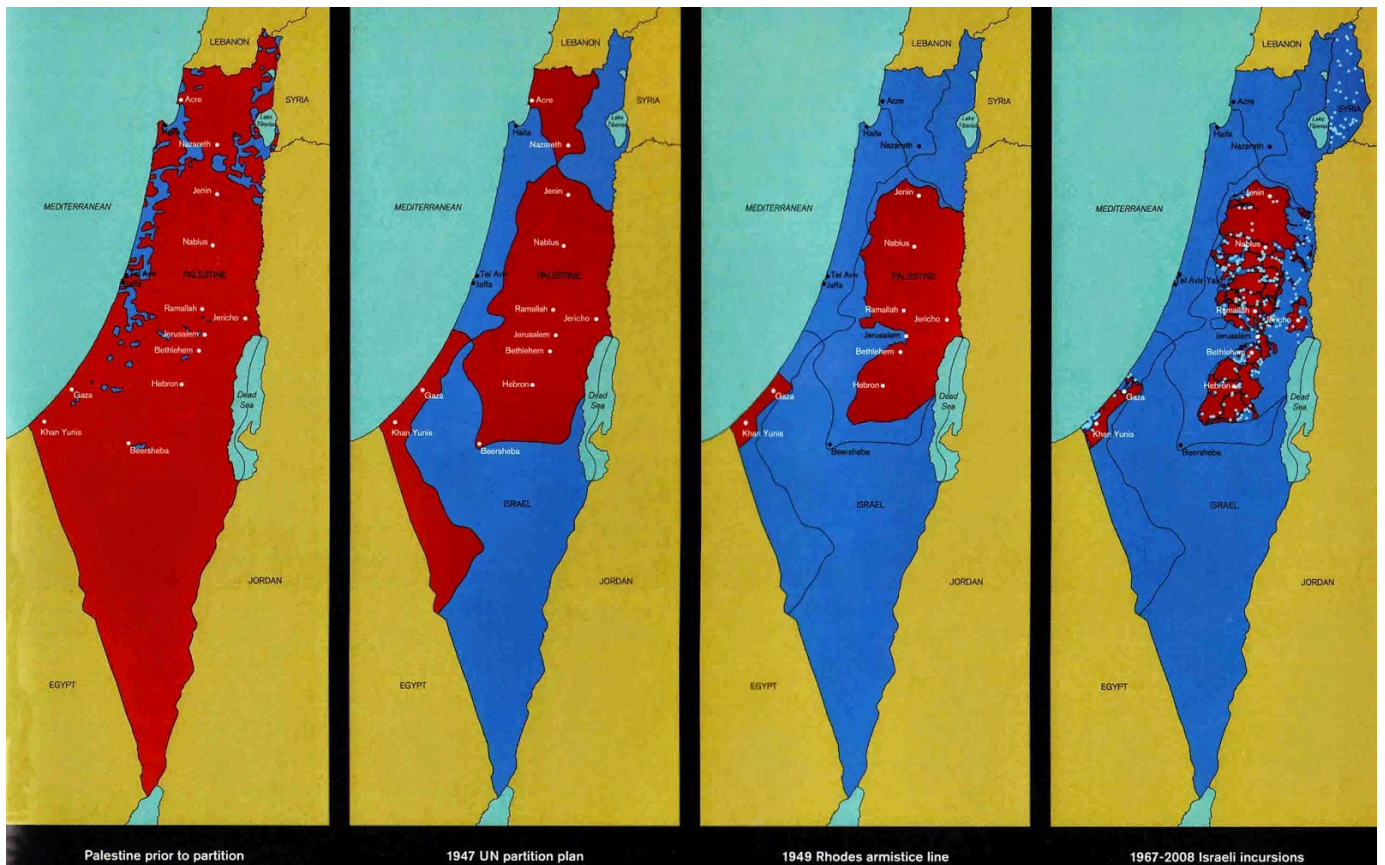 LEBANON
SYRIA
Acre
Haifa
Lake
Tiberias
Nazareth
Jenin
MEDITERRANEAN
Nablus
Tel Aviv
Jaffa
PALESTINE
Ramallah
Jericho
Jerusalem
Bethlehem
Hebron
Gaza
Dead
Sea
Khan Yunis
Beersheba
JORDAN
EGYPT
Palestine prior to partition
LEBANON
SYRIA
Acre
Haifa
Lake
Tiberias
Nazareth
Jenin
MEDITERRANEAN
Nablus
Tel Aviv
Jaffa
PALESTINE
Ramallah
Jericho
Jerusalem
Bethlehem
Hebron
Gaza
Dead
Sea
Khan Yunis
Beersheba
ISRAEL
JORDAN
EGYPT
1947 UN partition plan
LEBANON
SYRIA
Acre
Haifa
Lake
Tiberias
Nazareth
Jenin
MEDITERRANEAN
Nablus
Tel Aviv
Jaffa
PALESTINE
Ramallah
Jericho
Jerusalem
Bethlehem
Hebron
Gaza
Dead
Sea
Khan Yunis
Beersheba
ISRAEL
JORDAN
EGYPT
1949 Rhodes armistice line
LEBANON
SYRIA
Acre
Haifa
Lake
Tiberias
Nazareth
Jenin
MEDITERRANEAN
Nablus
Tel Aviv
Ramallah
Jericho
Jerusalem
Bethlehem
Hebron
Gaza
Dead
Sea
Khan Yunis
Beersheba
ISRAEL
JORDAN
EGYPT
1967-2008 Israeli incursions